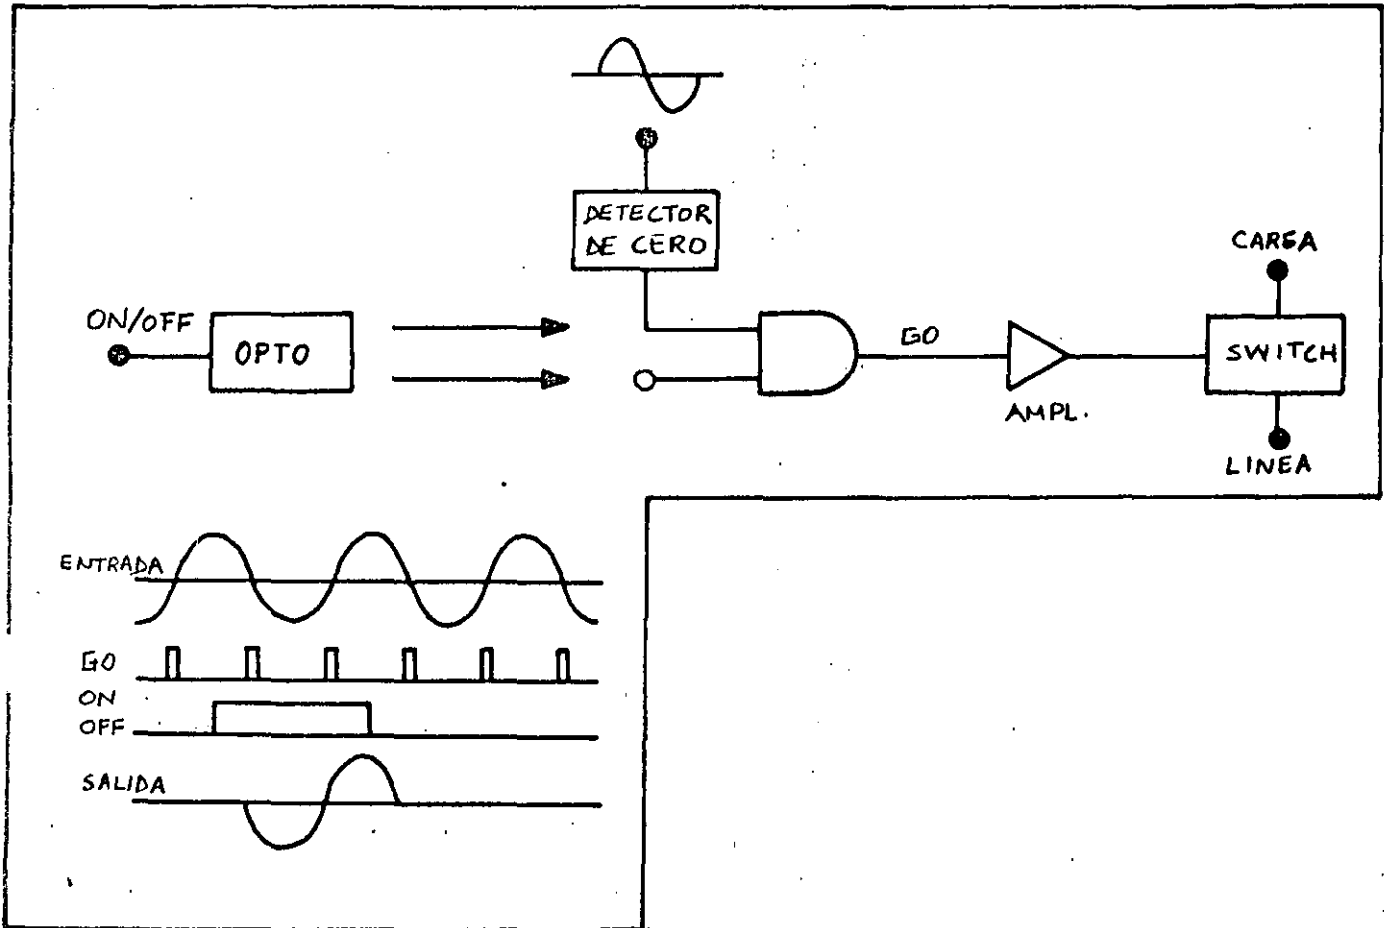 DETECTOR
DE CERO
ON/OFF
OPTO
GO
AMPL.
CARGA
SWITCH
LINEA
ENTRADA
GO
ON
OFF
SALIDA